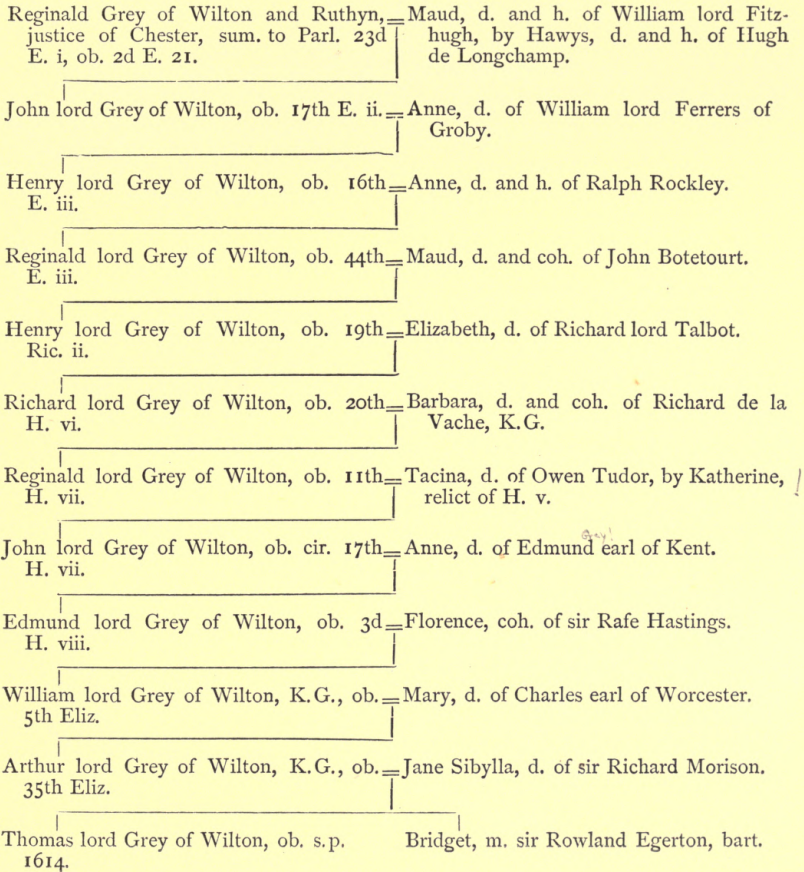 Reginald Grey of Wilton and Ruthyn, = Maud, d. and h. of William lord Fitz-
justice of Chester, sum. to Parl. 23d hugh, by Hawys, d. and h. of Hugh
E. i, ob. 2d E. 21. de Longchamp.
John lord Grey of Wilton, ob. 17th E. ii. = Anne, d. of William lord Ferrers of
Groby.
Henry lord Grey of Wilton, ob. 16th = Anne, d. and h. of Ralph Rockley.
E. iii.
Reginald lord Grey of Wilton, ob. 44th = Maud, d. and coh. of John Botetourt.
E. iii.
Henry lord Grey of Wilton, ob. 19th = Elizabeth, d. of Richard lord Talbot.
Ric. ii.
Richard lord Grey of Wilton, ob. 20th = Barbara, d. and coh. of Richard de la
H. vi. Vache, K.G.
Reginald lord Grey of Wilton, ob. 11th = Tacina, d. of Owen Tudor, by Katherine,
H. vii. relict of H. v.
Gray!
John lord Grey of Wilton, ob. cir. 17th = Anne, d. of Edmund earl of Kent.
H. vii.
Edmund lord Grey of Wilton, ob. 3d = Florence, coh. of sir Rafe Hastings.
H. viii.
William lord Grey of Wilton, K.G., ob. = Mary, d. of Charles earl of Worcester.
5th Eliz.
Arthur lord Grey of Wilton, K.G., ob. = Jane Sibylla, d. of sir Richard Morison.
35th Eliz.
Thomas lord Grey of Wilton, ob. s.p. Bridget, m. sir Rowland Egerton, bart.
1614.